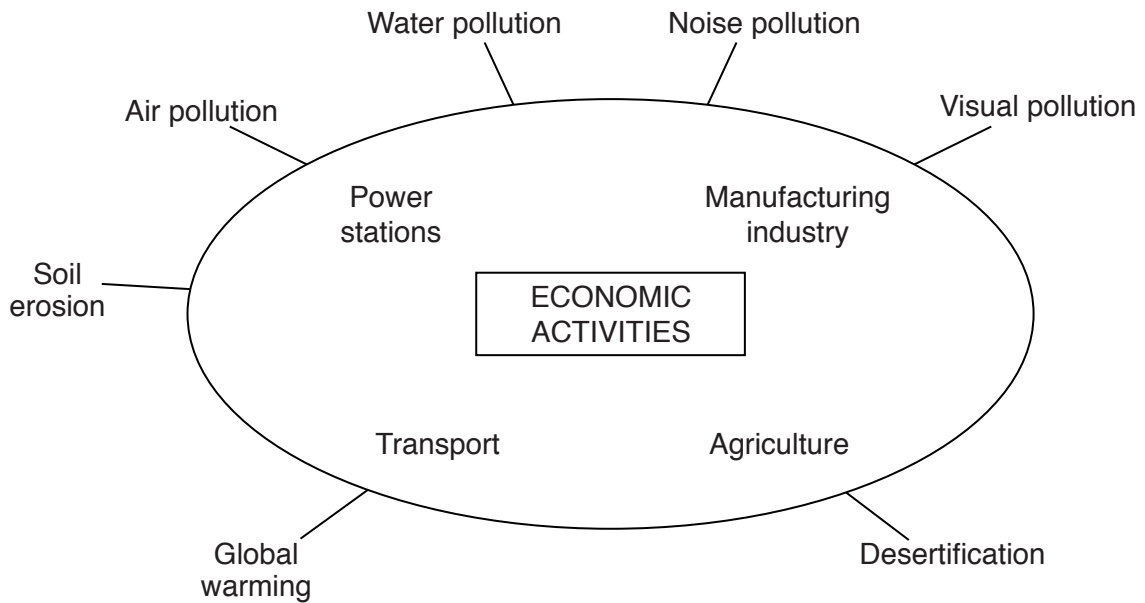 Water pollution
Noise pollution
Air pollution
Visual pollution
Power
stations
Manufacturing
industry
Soil
erosion
ECONOMIC
ACTIVITIES
Transport
Agriculture
Global
warming
Desertification